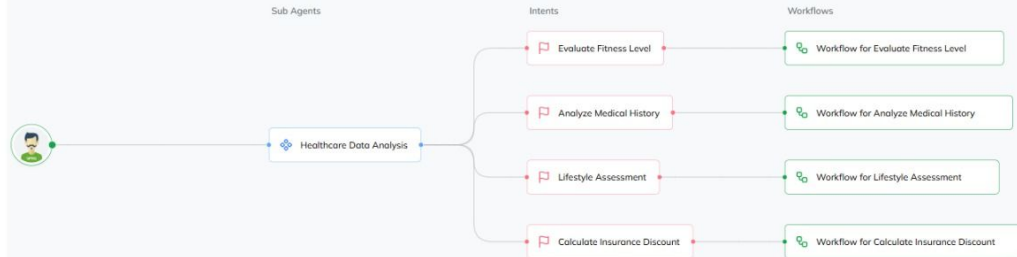 Sub Agents
Intents
Workflows
Evaluate Fitness Level
Workflow for Evaluate Fitness Level
Analyze Medical History
Workflow for Analyze Medical History
Healthcare Data Analysis
Lifestyle Assessment
Workflow for Lifestyle Assessment
Calculate Insurance Discount
Workflow for Calculate Insurance Discount